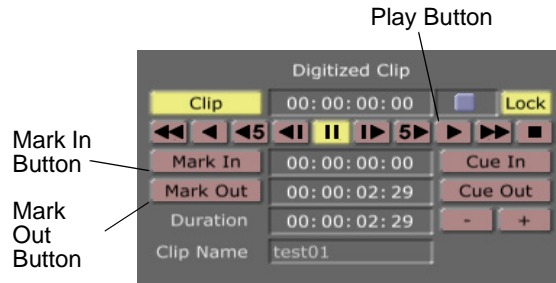 Play Button
Digitized Clip
Clip 00:00:00:00 Lock
5 5
Mark In 00:00:00:00 Cue In
Mark Out 00:00:02:29 Cue Out
Duration 00:00:02:29 - +
Clip Name test01
Mark In
Button
Mark
Out
Button